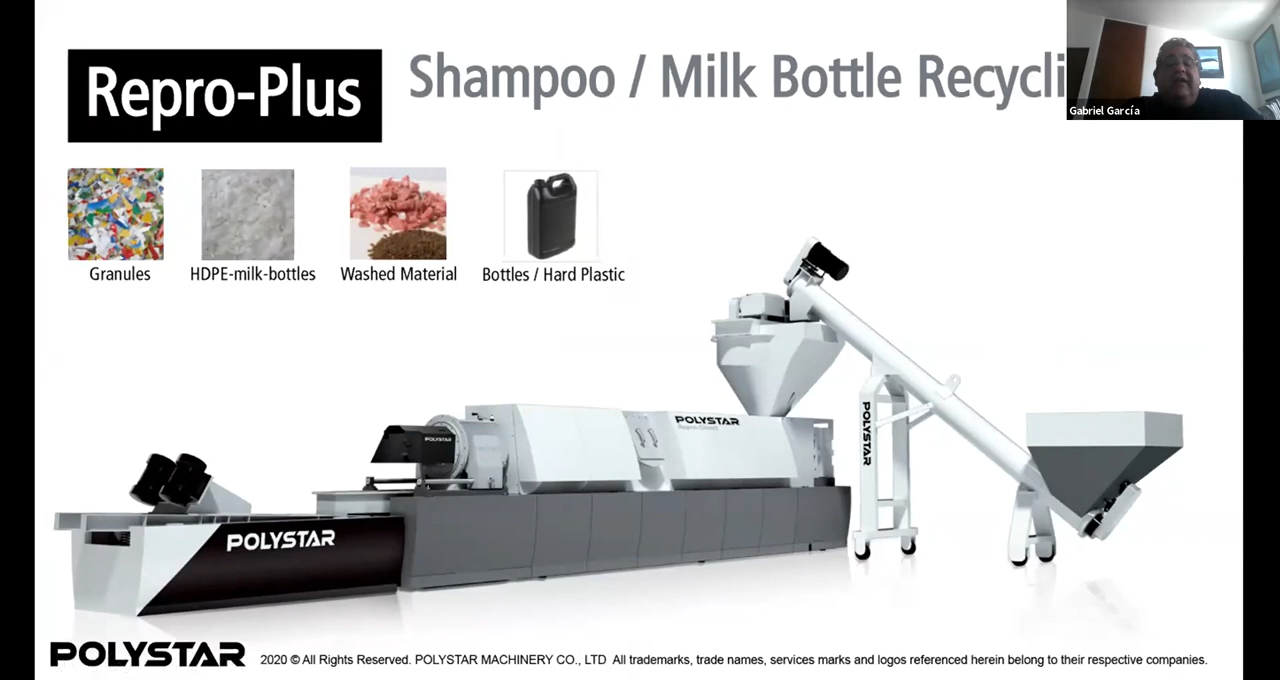 Repro-Plus
Shampoo / Milk Bottle Recycli
Gabriel García
Granules
HDPE-milk-bottles
Washed Material
Bottles / Hard Plastic
POLYSTAR
POLYSTAR
POLYSTAR
POLYSTAR
POLYSTAR
2020 © All Rights Reserved. POLYSTAR MACHINERY CO., LTD All trademarks, trade names, services marks and logos referenced herein belong to their respective companies.